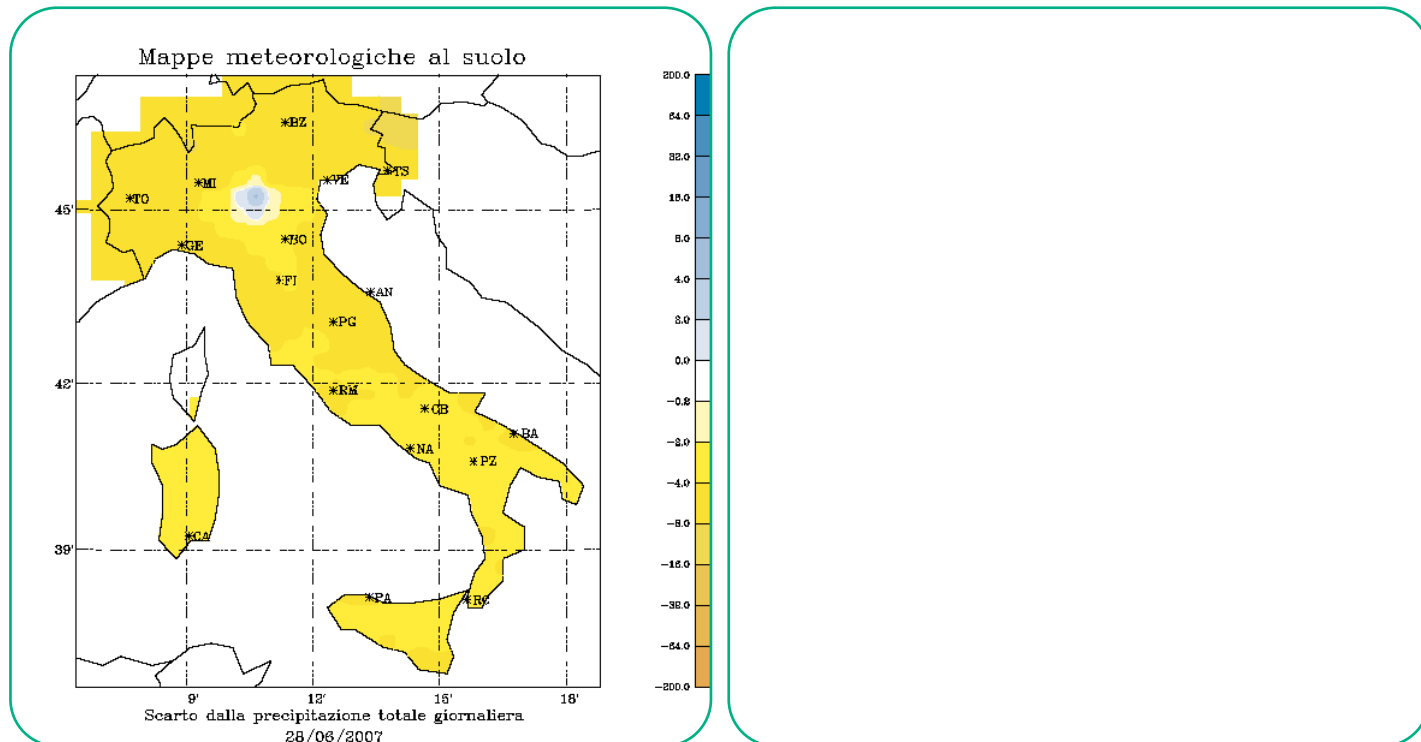 Mappe meteorologiche al suolo
200.0
64.0
32.0
16.0
8.0
4.0
2.0
0.0
-0.2
-2.0
-4.0
-8.0
-16.0
-32.0
-64.0
-200.0
*BZ
*TS
*MI
*VE
*TO
45'
*BO
*GE
*FI
*AN
*PG
42'
*RM
*CB
*BA
*NA
*PZ
*CA
39'
*PA
*RC
9'
12'
15'
18'
Scarto dalla precipitazione totale giornaliera
28/06/2007